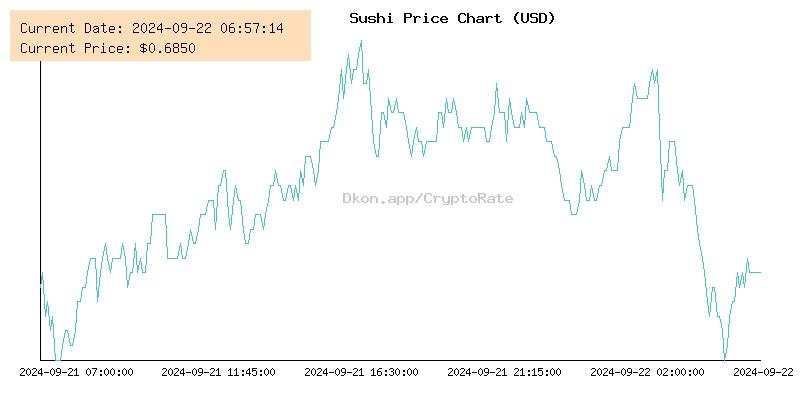 Sushi Price Chart (USD)
Current Date: 2024-09-22 06:57:14
Current Price: $0.6850
Dkon.app/CryptoRate
2024-09-21 07:00:00
2024-09-21 11:45:00
2024-09-21 16:30:00
2024-09-21 21:15:00
2024-09-22 02:00:00
2024-09-22